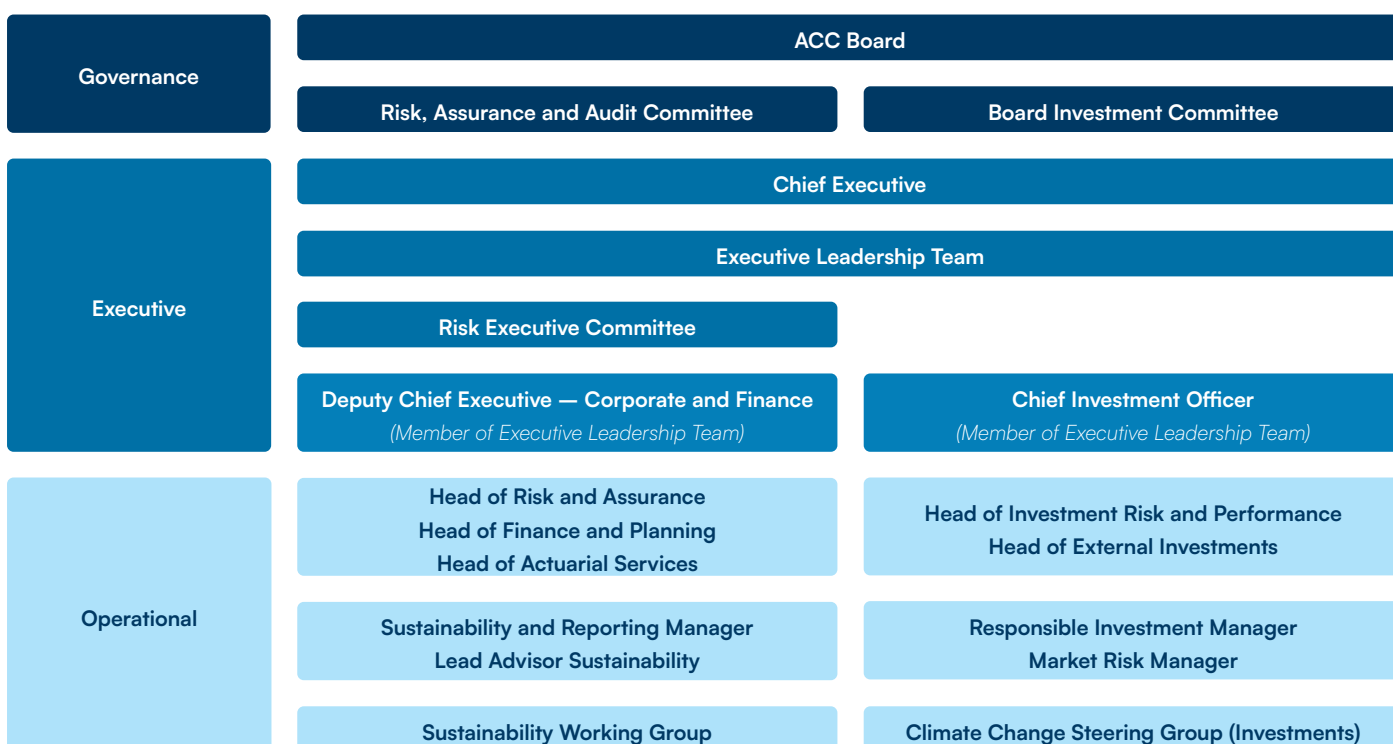 Governance
ACC Board
Risk, Assurance and Audit Committee
Board Investment Committee
Executive
Chief Executive
Executive Leadership Team
Risk Executive Committee
Deputy Chief Executive — Corporate and Finance
(Member of Executive Leadership Team)
Chief Investment Officer
(Member of Executive Leadership Team)
Operational
Head of Risk and Assurance
Head of Finance and Planning
Head of Actuarial Services
Head of Investment Risk and Performance
Head of External Investments
Sustainability and Reporting Manager
Lead Advisor Sustainability
Responsible Investment Manager
Market Risk Manager
Sustainability Working Group
Climate Change Steering Group (Investments)